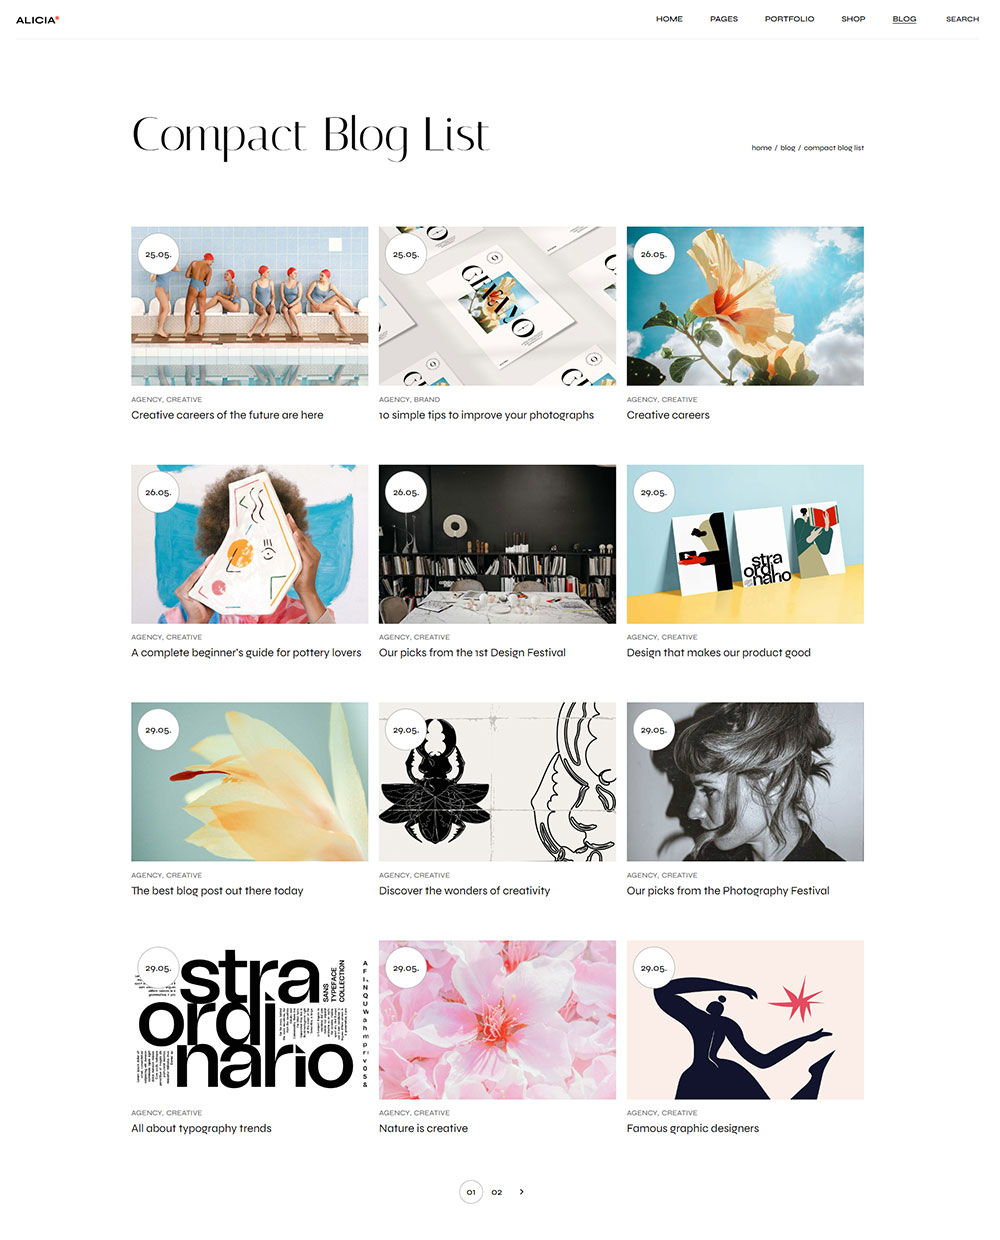 ALICIA*
HOME PAGES PORTFOLIO SHOP BLOG SEARCH
Compact Blog List
home / blog / compact blog list
25.05.
25.05.
GIVANO
26.05.
AGENCY, CREATIVE
Creative careers of the future are here
AGENCY, BRAND
10 simple tips to improve your photographs
AGENCY, CREATIVE
Creative careers
26.05.
26.05.
29.05.
stra
ordi
nario
AGENCY, CREATIVE
A complete beginner's guide for pottery lovers
AGENCY, CREATIVE
Our picks from the 1st Design Festival
AGENCY, CREATIVE
Design that makes our product good
29.05.
29.05.
29.05.
AGENCY, CREATIVE
The best blog post out there today
AGENCY, CREATIVE
Discover the wonders of creativity
AGENCY, CREATIVE
Our picks from the Photography Festival
29.05.
stra
ordi
nario
SANS
TYPEFACE
COLLECTION
29.05.
29.05.
AGENCY, CREATIVE
All about typography trends
AGENCY, CREATIVE
Nature is creative
AGENCY, CREATIVE
Famous graphic designers
01 02 >